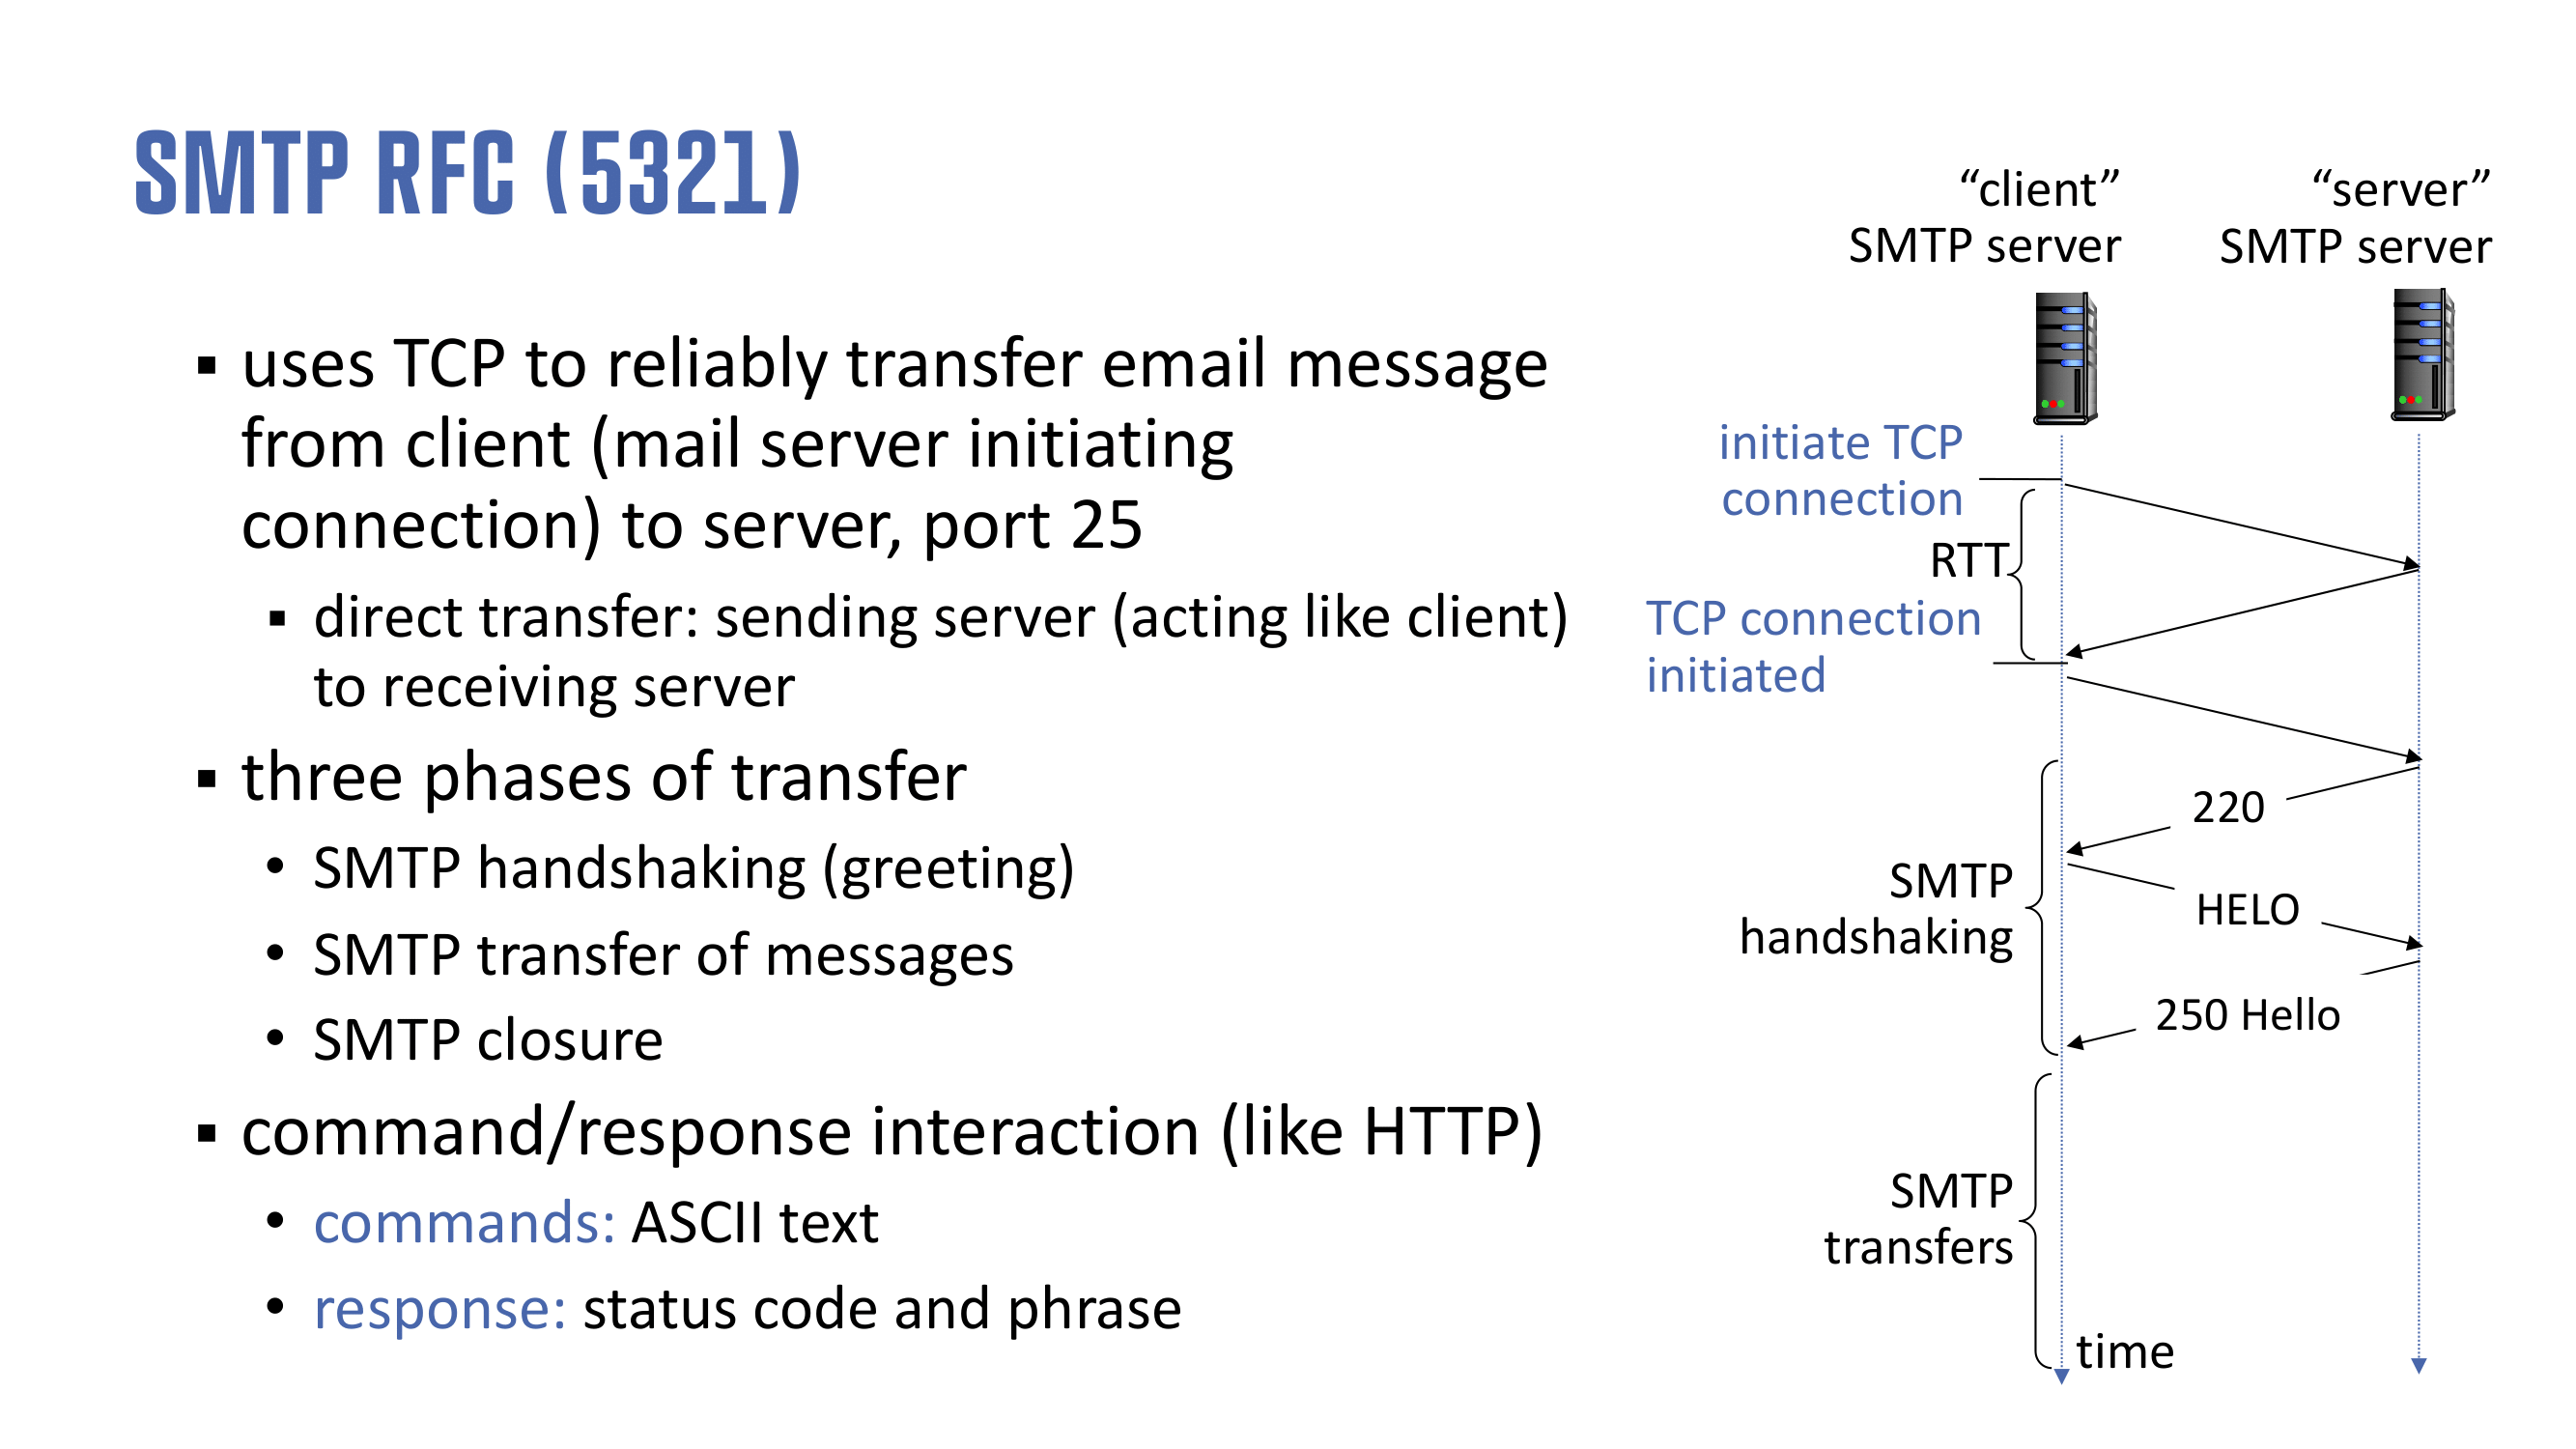 SMTP RFC (5321)
▪ uses TCP to reliably transfer email message
from client (mail server initiating
connection) to server, port 25
▪ direct transfer: sending server (acting like client)
to receiving server
▪ three phases of transfer
• SMTP handshaking (greeting)
• SMTP transfer of messages
• SMTP closure
▪ command/response interaction (like HTTP)
• commands: ASCII text
• response: status code and phrase
“client”
SMTP server
“server”
SMTP server
initiate TCP
connection
RTT
TCP connection
initiated
220
SMTP
handshaking
HELO
250 Hello
SMTP
transfers
time